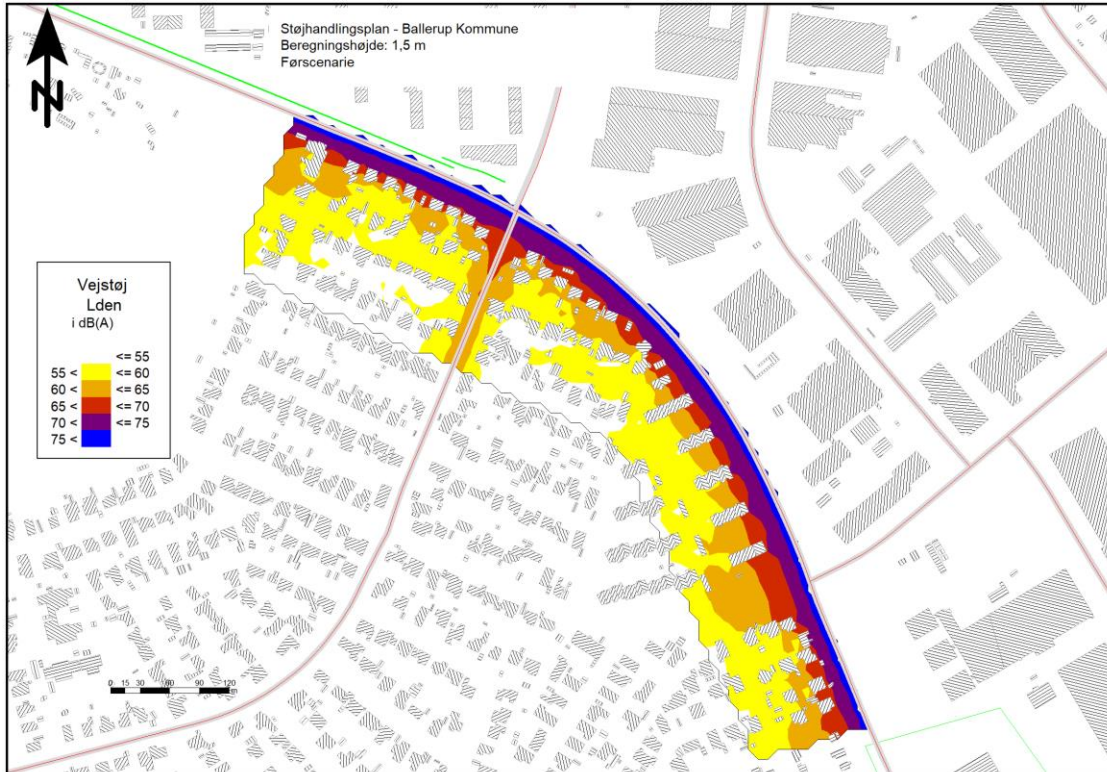 Støjhandlingsplan - Ballerup Kommune
Beregningshøjde: 1,5 m
Førscenarie
N
Vejstøj
Lden
i dB(A)
<= 55
55 < <= 60
60 < <= 65
65 < <= 70
70 < <= 75
75 <
0 15 30 60 90 120